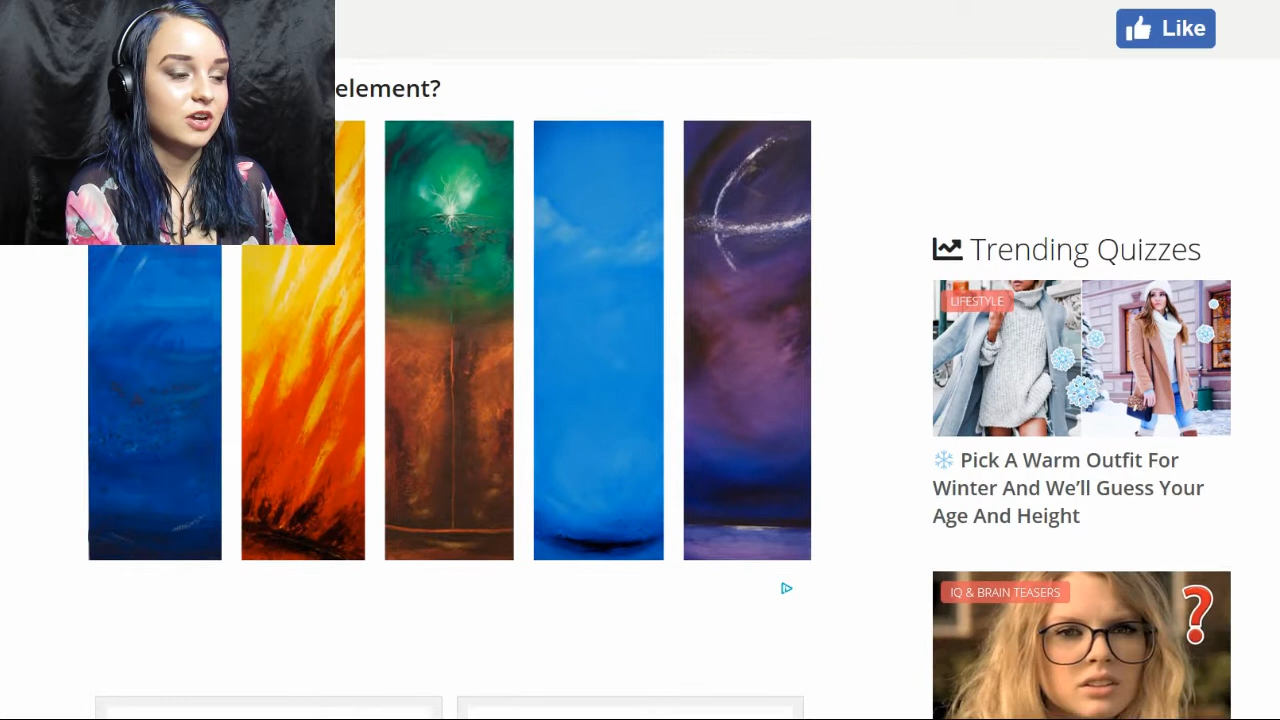 Like
element?
Trending Quizzes
LIFESTYLE
Pick A Warm Outfit For
Winter And We’ll Guess Your
Age And Height
IQ & BRAIN TEASERS